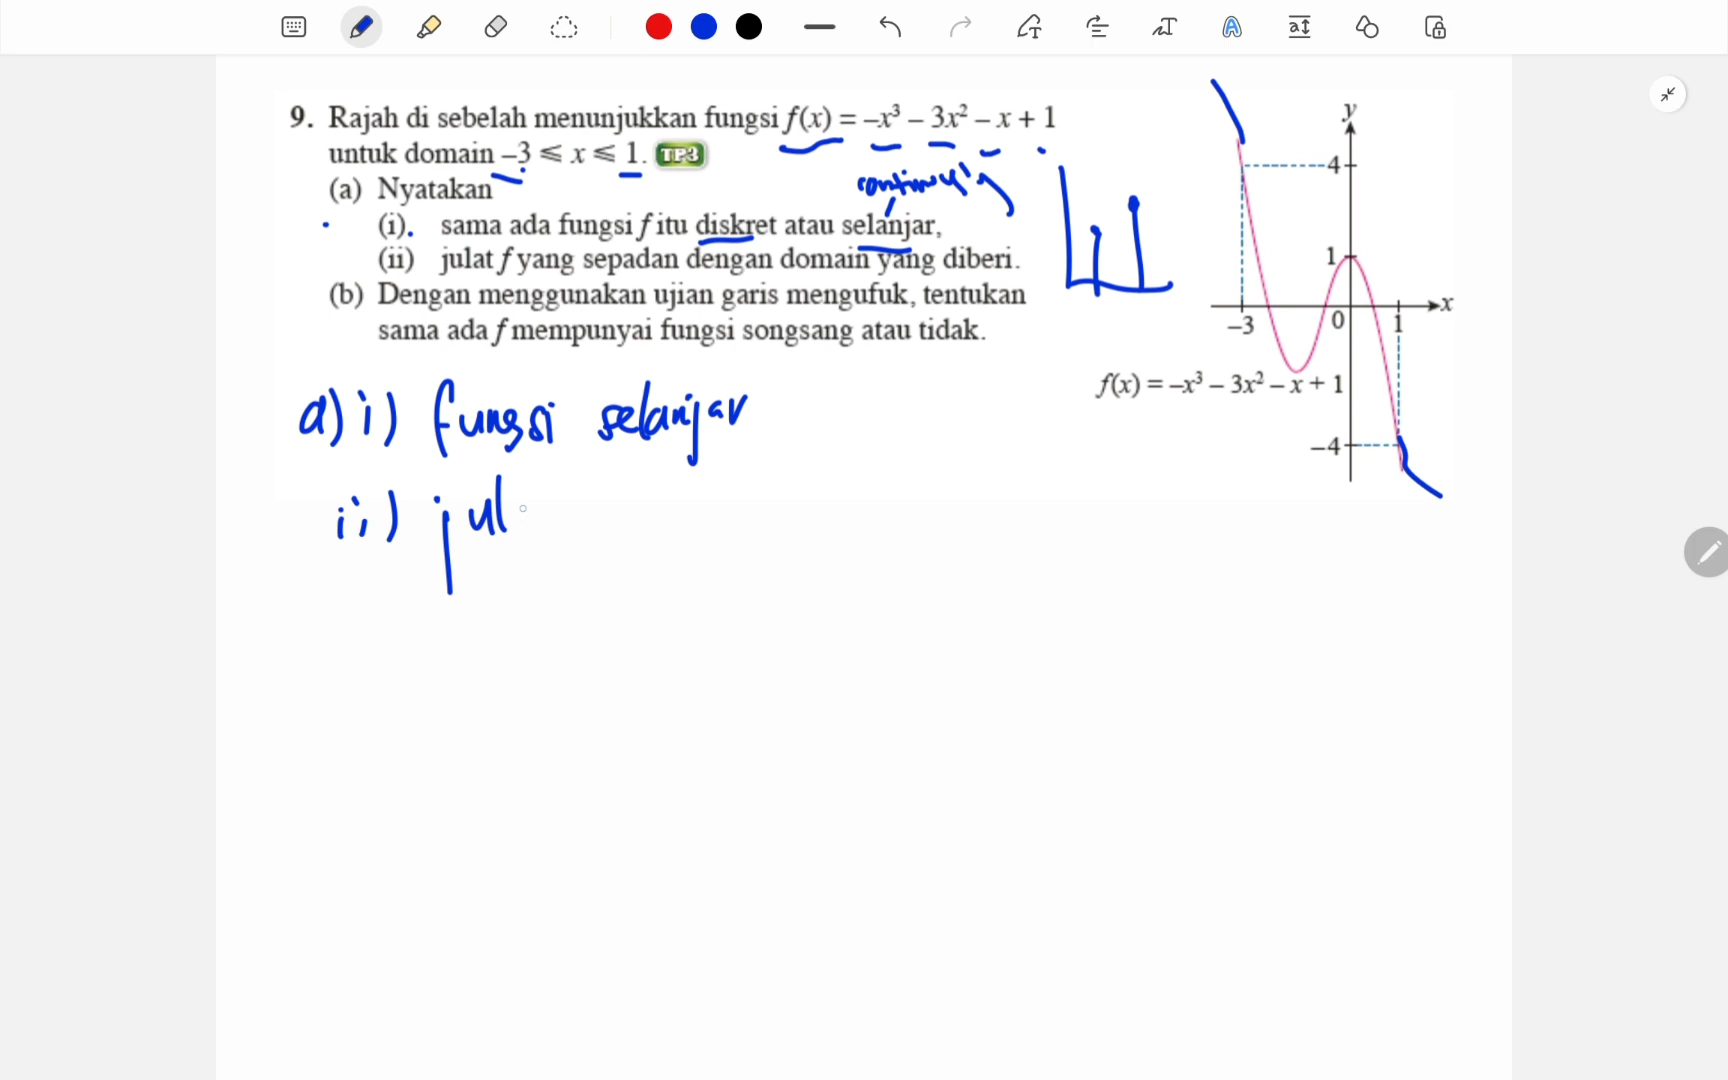 9. Rajah di sebelah menunjukkan fungsi f(x) = –x³ – 3x² – x + 1
untuk domain –3 ⩽ x ⩽ 1. TP3
(a) Nyatakan
(i). sama ada fungsi f itu diskret atau selanjar,
(ii) julat f yang sepadan dengan domain yang diberi.
(b) Dengan menggunakan ujian garis mengufuk, tentukan
sama ada f mempunyai fungsi songsang atau tidak.
a) i) fungsi selanjar
ii) jul
y
4
1
–3
0
1
x
f(x) = –x³ – 3x² – x + 1
–4